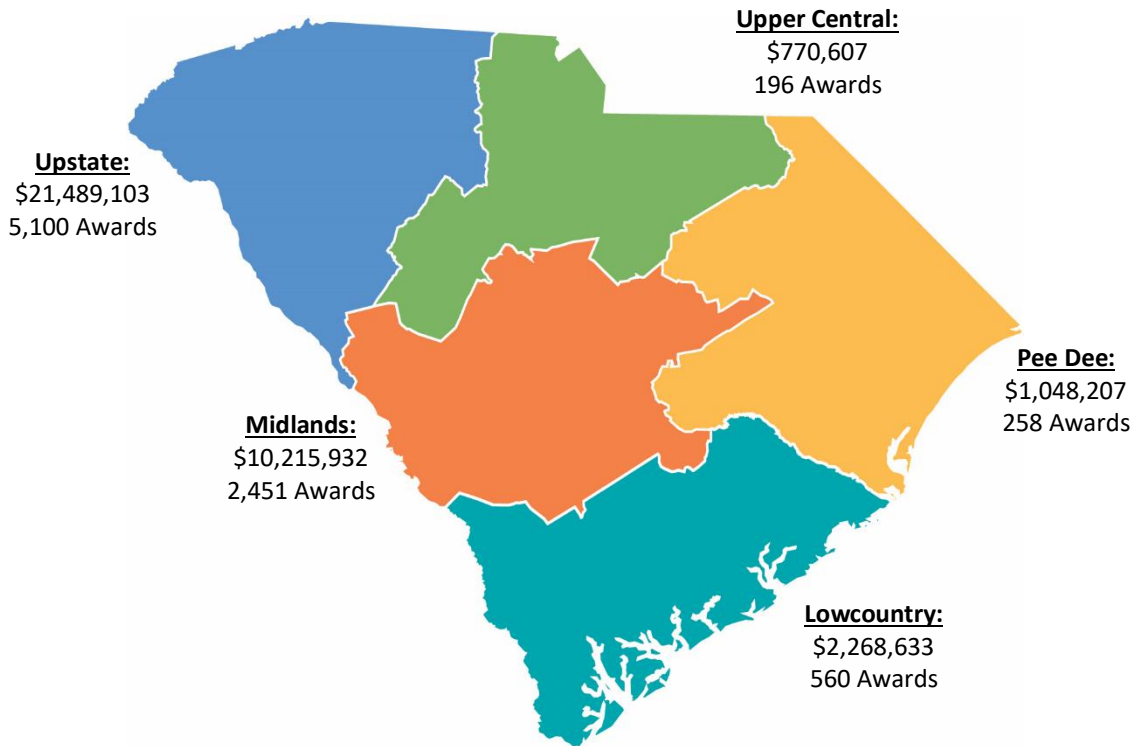 Upper Central:
$770,607
196 Awards
Upstate:
$21,489,103
5,100 Awards
Pee Dee:
$1,048,207
258 Awards
Midlands:
$10,215,932
2,451 Awards
Lowcountry:
$2,268,633
560 Awards